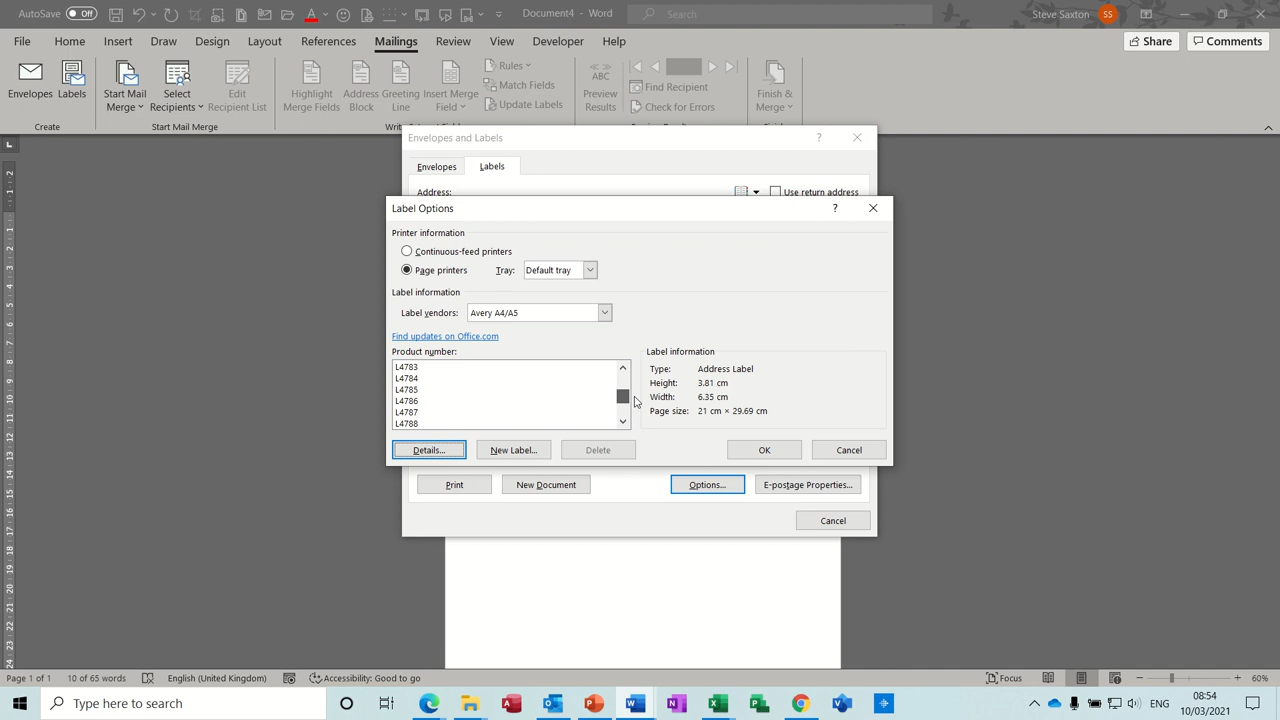 AutoSave Off Document4 - Word Search Steve Saxton SS
File Home Insert Draw Design Layout References Mailings Review View Developer Help Share Comments
Envelopes Labels Start Mail Merge Select Recipients Edit Recipient List Highlight Merge Fields Address Block Greeting Line Insert Merge Field Rules Match Fields Update Labels ABC Preview Results Find Recipient Check for Errors Finish & Merge
Create Start Mail Merge
Envelopes and Labels ?
Envelopes Labels
Address: Use return address
Label Options ?
Printer information
Continuous-feed printers
Page printers Tray: Default tray
Label information
Label vendors: Avery A4/A5
Find updates on Office.com
Product number: Label information
L4783
L4784
L4785
L4786
L4787
L4788
Type: Address Label
Height: 3.81 cm
Width: 6.35 cm
Page size: 21 cm × 29.69 cm
Details... New Label... Delete OK Cancel
Print New Document Options... E-postage Properties...
Cancel
Page 1 of 1 10 of 65 words English (United Kingdom) Accessibility: Good to go Focus 60%
Type here to search ENG 08:54
10/03/2021